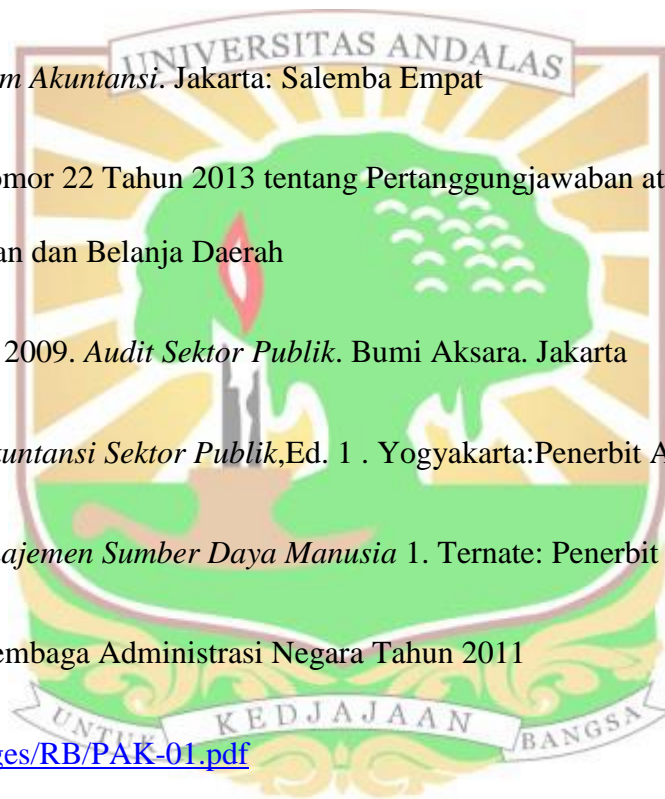 UNIVERSITAS ANDALAS
m Akuntansi. Jakarta: Salemba Empat
omor 22 Tahun 2013 tentang Pertanggungjawaban at
an dan Belanja Daerah
2009. Audit Sektor Publik. Bumi Aksara. Jakarta
kuntansi Sektor Publik,Ed. 1 . Yogyakarta:Penerbit A
najemen Sumber Daya Manusia 1. Ternate: Penerbit
embaga Administrasi Negara Tahun 2011
UNTUK KEDJAJAAN BANGSA
ges/RB/PAK-01.pdf